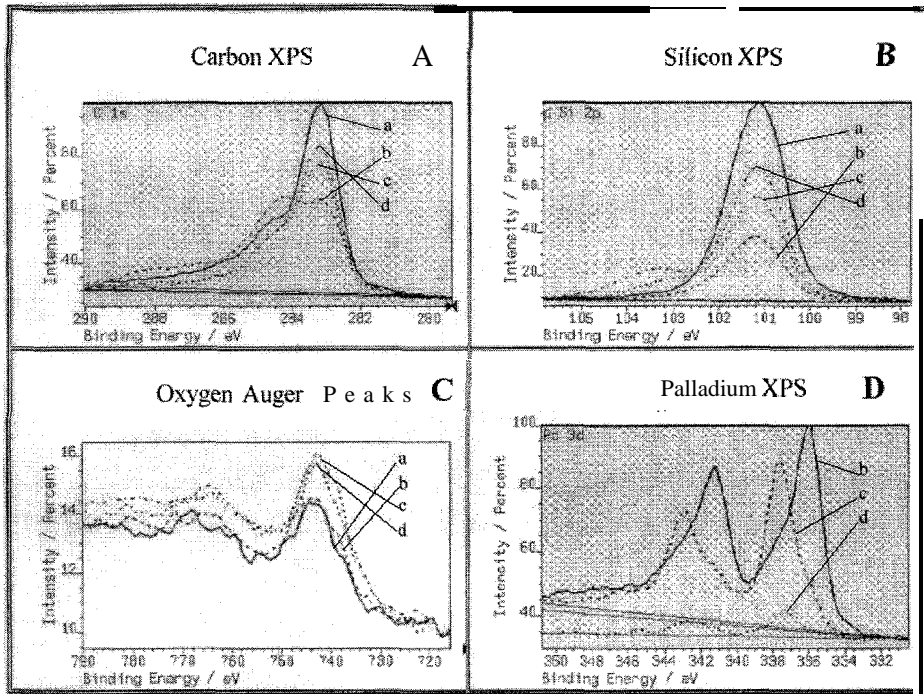 Carbon XPS A
C 1s
a
b
c
d
Intensity / Percent
80
60
40
290 288 286 284 282 280
Binding Energy / eV
Silicon XPS B
Si 2p
a
b
c
d
Intensity / Percent
80
60
40
20
105 104 103 102 101 100 99 98
Binding Energy / eV
Oxygen Auger Peaks C
a
b
c
d
Intensity / Percent
16
14
12
10
780 770 760 750 740 730 720
Binding Energy / eV
Palladium XPS D
Pd 3d
b
c
d
Intensity / Percent
100
80
60
40
350 348 346 344 342 340 338 336 334 332
Binding Energy / eV